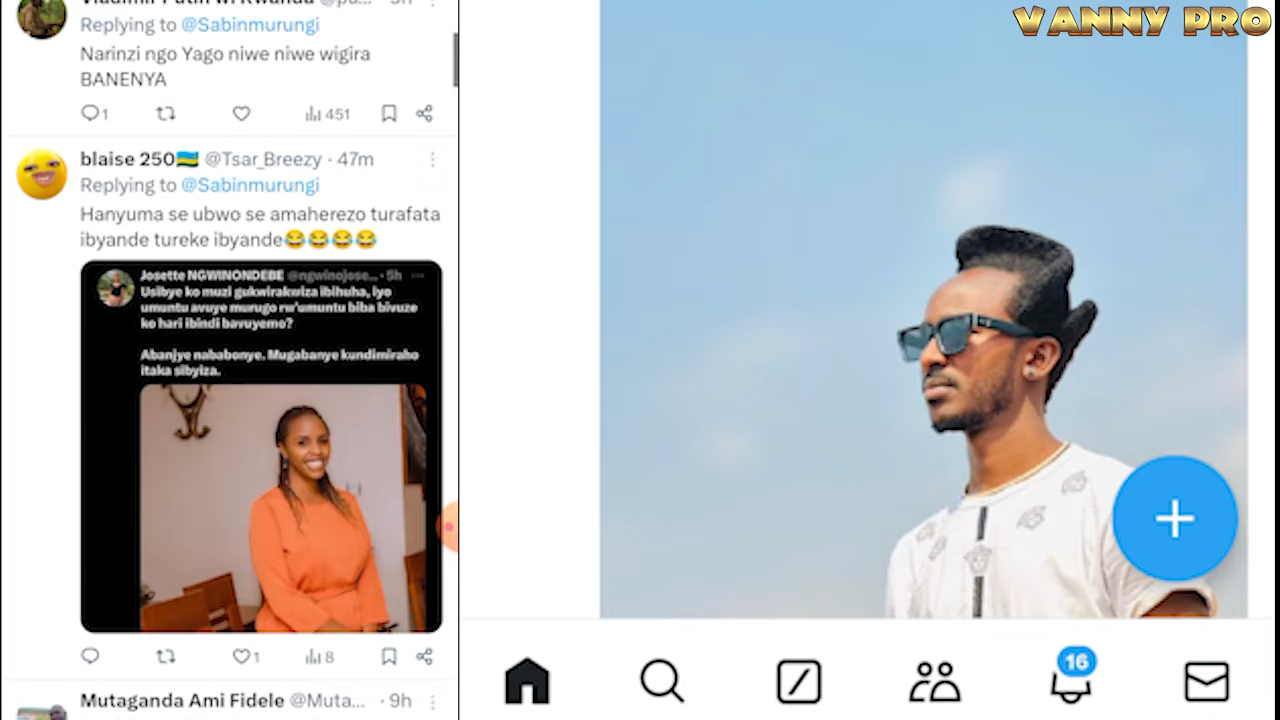 Replying to @Sabinmurungi
Narinzi ngo Yago niwe niwe wigira
BANENYA
1
451
blaise 250🇷🇼 @Tsar_Breezy · 47m
Replying to @Sabinmurungi
Hanyuma se ubwo se amaherezo turafata
ibyande tureke ibyande😂😂😂😂
Josette NGWINONDEBE @ngwinojose... · 5h
Usibye ko muzi gukwirakwiza ibihuha, iyo
umuntu avuye murugo rw'umuntu biba bivuze
ko hari ibindi bavuyemo?
Abanjye nababonye. Mugabanye kundimiraho
itaka sibyiza.
1
8
Mutaganda Ami Fidele @Muta... · 9h
VANNY PRO
16